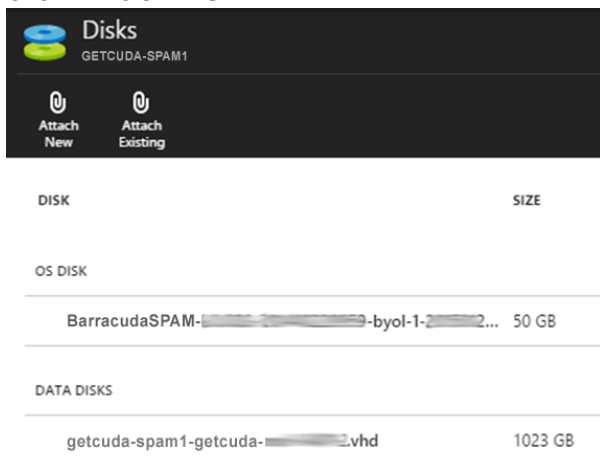 Disks
GETCUDA-SPAM1
Attach New
Attach Existing
DISK SIZE
OS DISK
BarracudaSPAM- -byol-1- 2... 50 GB
DATA DISKS
getcuda-spam1-getcuda- .vhd 1023 GB